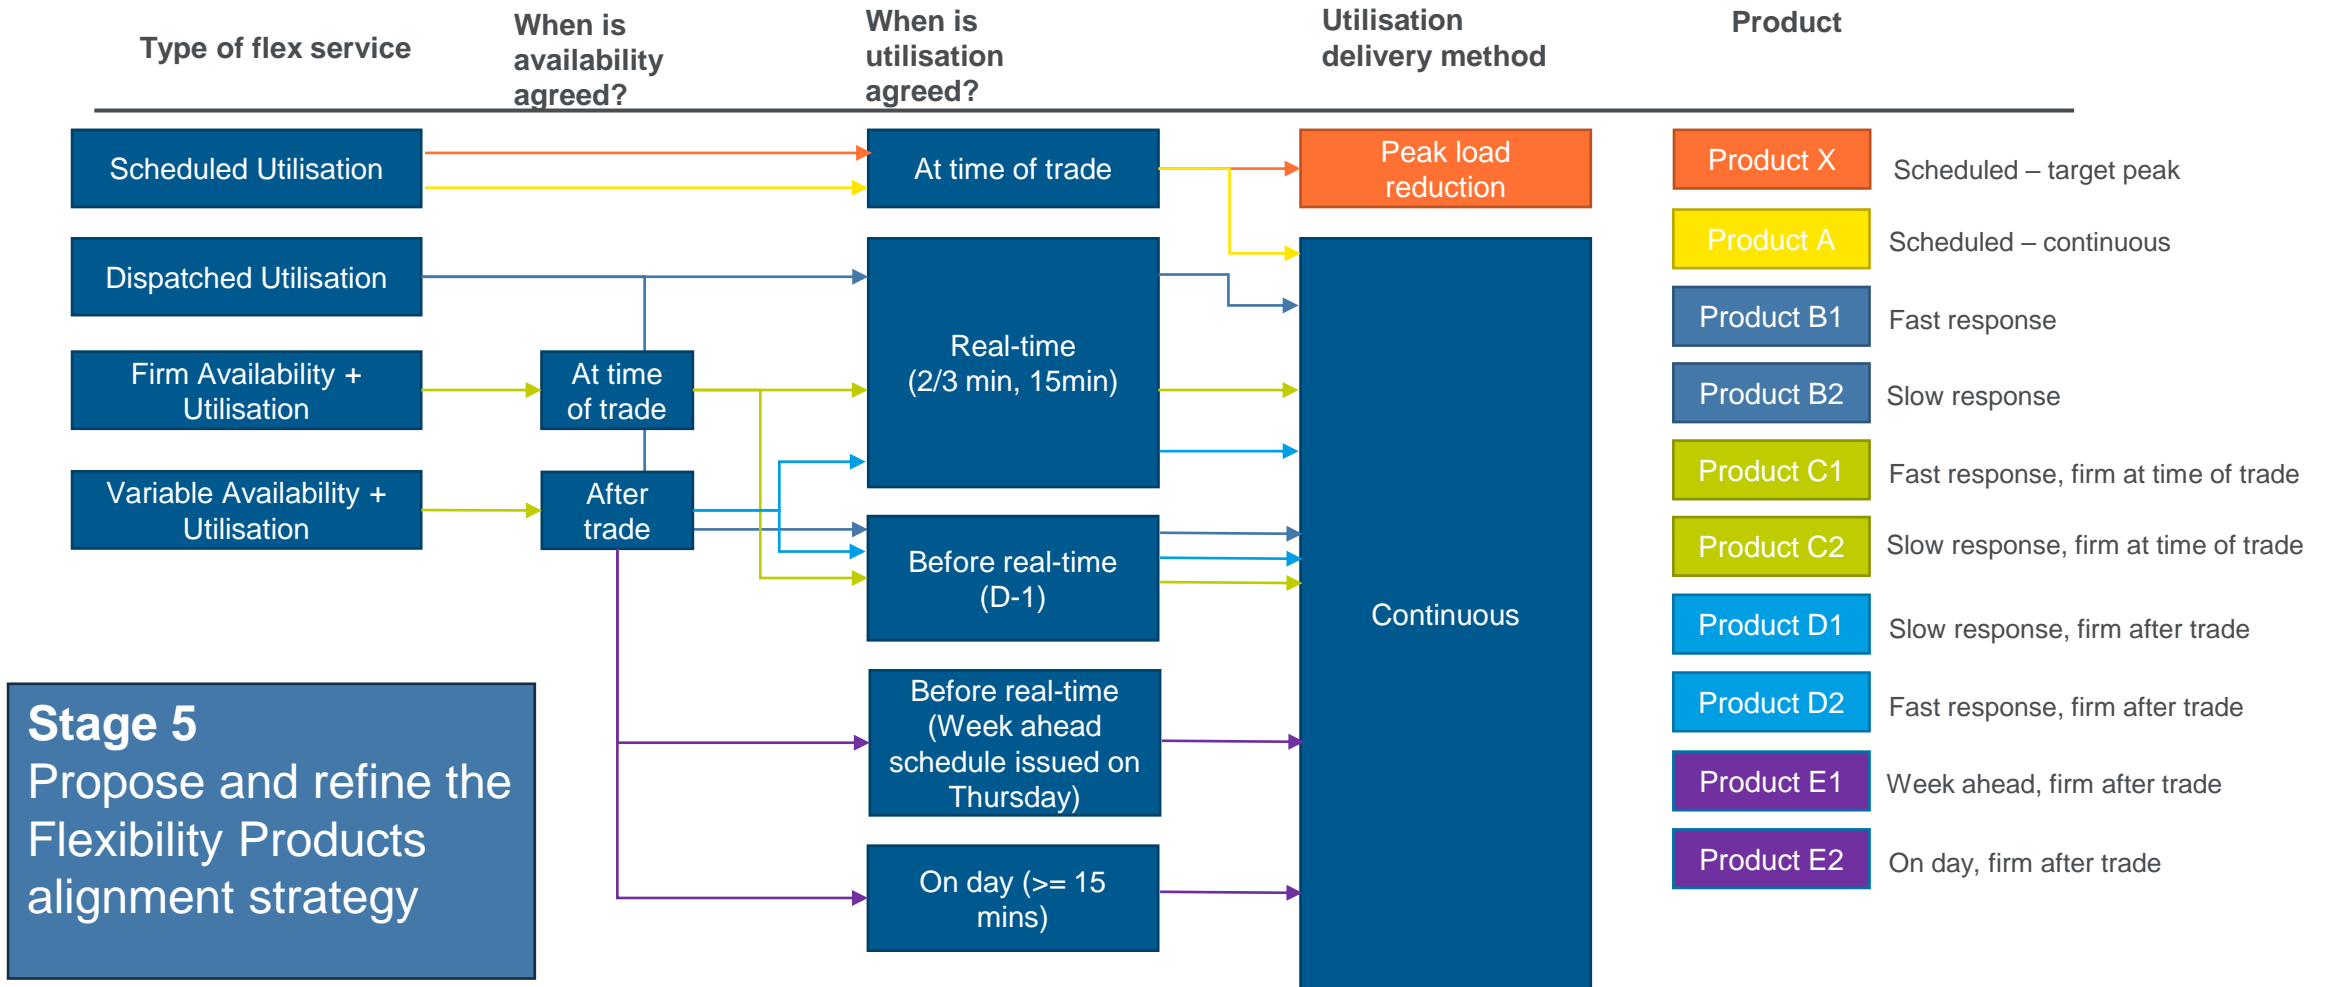 Type of flex service
When is
availability
agreed?
When is
utilisation
agreed?
Utilisation
delivery method
Product
Scheduled Utilisation
At time of trade
Peak load
reduction
Product X
Scheduled – target peak
Product A
Scheduled – continuous
Dispatched Utilisation
Real-time
(2/3 min, 15min)
Product B1
Fast response
Firm Availability +
Utilisation
At time
of trade
Product B2
Slow response
Variable Availability +
Utilisation
After
trade
Product C1
Fast response, firm at time of trade
Before real-time
(D-1)
Continuous
Product C2
Slow response, firm at time of trade
Product D1
Slow response, firm after trade
Before real-time
(Week ahead
schedule issued on
Thursday)
Product D2
Fast response, firm after trade
Product E1
Week ahead, firm after trade
On day (>= 15
mins)
Product E2
On day, firm after trade
Stage 5
Propose and refine the
Flexibility Products
alignment strategy